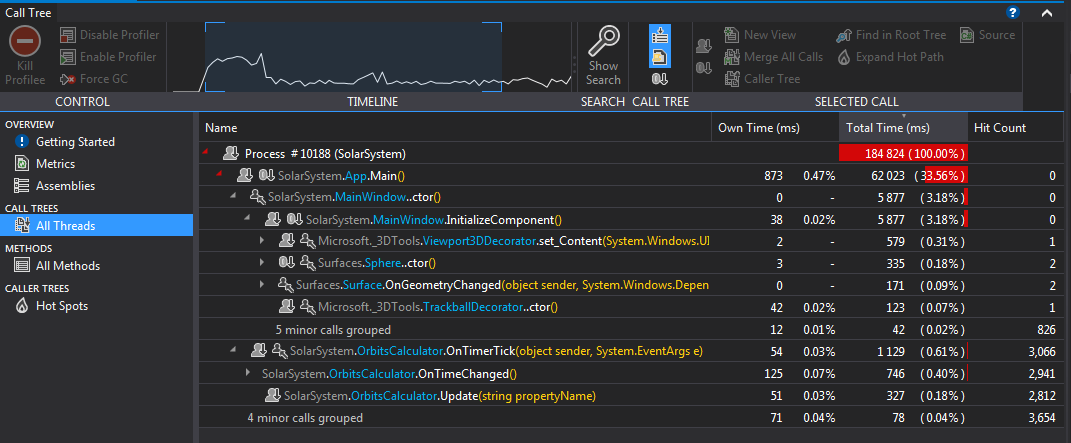 Call Tree
Kill Profilee
Disable Profiler
Enable Profiler
Force GC
Show Search
New View
Merge All Calls
Caller Tree
Find in Root Tree
Expand Hot Path
Source
CONTROL TIMELINE SEARCH CALL TREE SELECTED CALL
OVERVIEW
Getting Started
Metrics
Assemblies
CALL TREES
All Threads
METHODS
All Methods
CALLER TREES
Hot Spots
Name Own Time (ms) Total Time (ms) Hit Count
Process #10188 (SolarSystem) 184 824 (100.00%)
SolarSystem.App.Main() 873 0.47% 62 023 (33.56%) 0
SolarSystem.MainWindow..ctor() 0 - 5 877 (3.18%) 0
SolarSystem.MainWindow.InitializeComponent() 38 0.02% 5 877 (3.18%) 0
Microsoft._3DTools.Viewport3DDecorator.set_Content(System.Windows.UI 2 - 579 (0.31%) 1
Surfaces.Sphere..ctor() 3 - 335 (0.18%) 2
Surfaces.Surface.OnGeometryChanged(object sender, System.Windows.Depen 0 - 171 (0.09%) 2
Microsoft._3DTools.TrackballDecorator..ctor() 42 0.02% 123 (0.07%) 1
5 minor calls grouped 12 0.01% 42 (0.02%) 826
SolarSystem.OrbitsCalculator.OnTimerTick(object sender, System.EventArgs e) 54 0.03% 1 129 (0.61%) 3,066
SolarSystem.OrbitsCalculator.OnTimeChanged() 125 0.07% 746 (0.40%) 2,941
SolarSystem.OrbitsCalculator.Update(string propertyName) 51 0.03% 327 (0.18%) 2,812
4 minor calls grouped 71 0.04% 78 (0.04%) 3,654